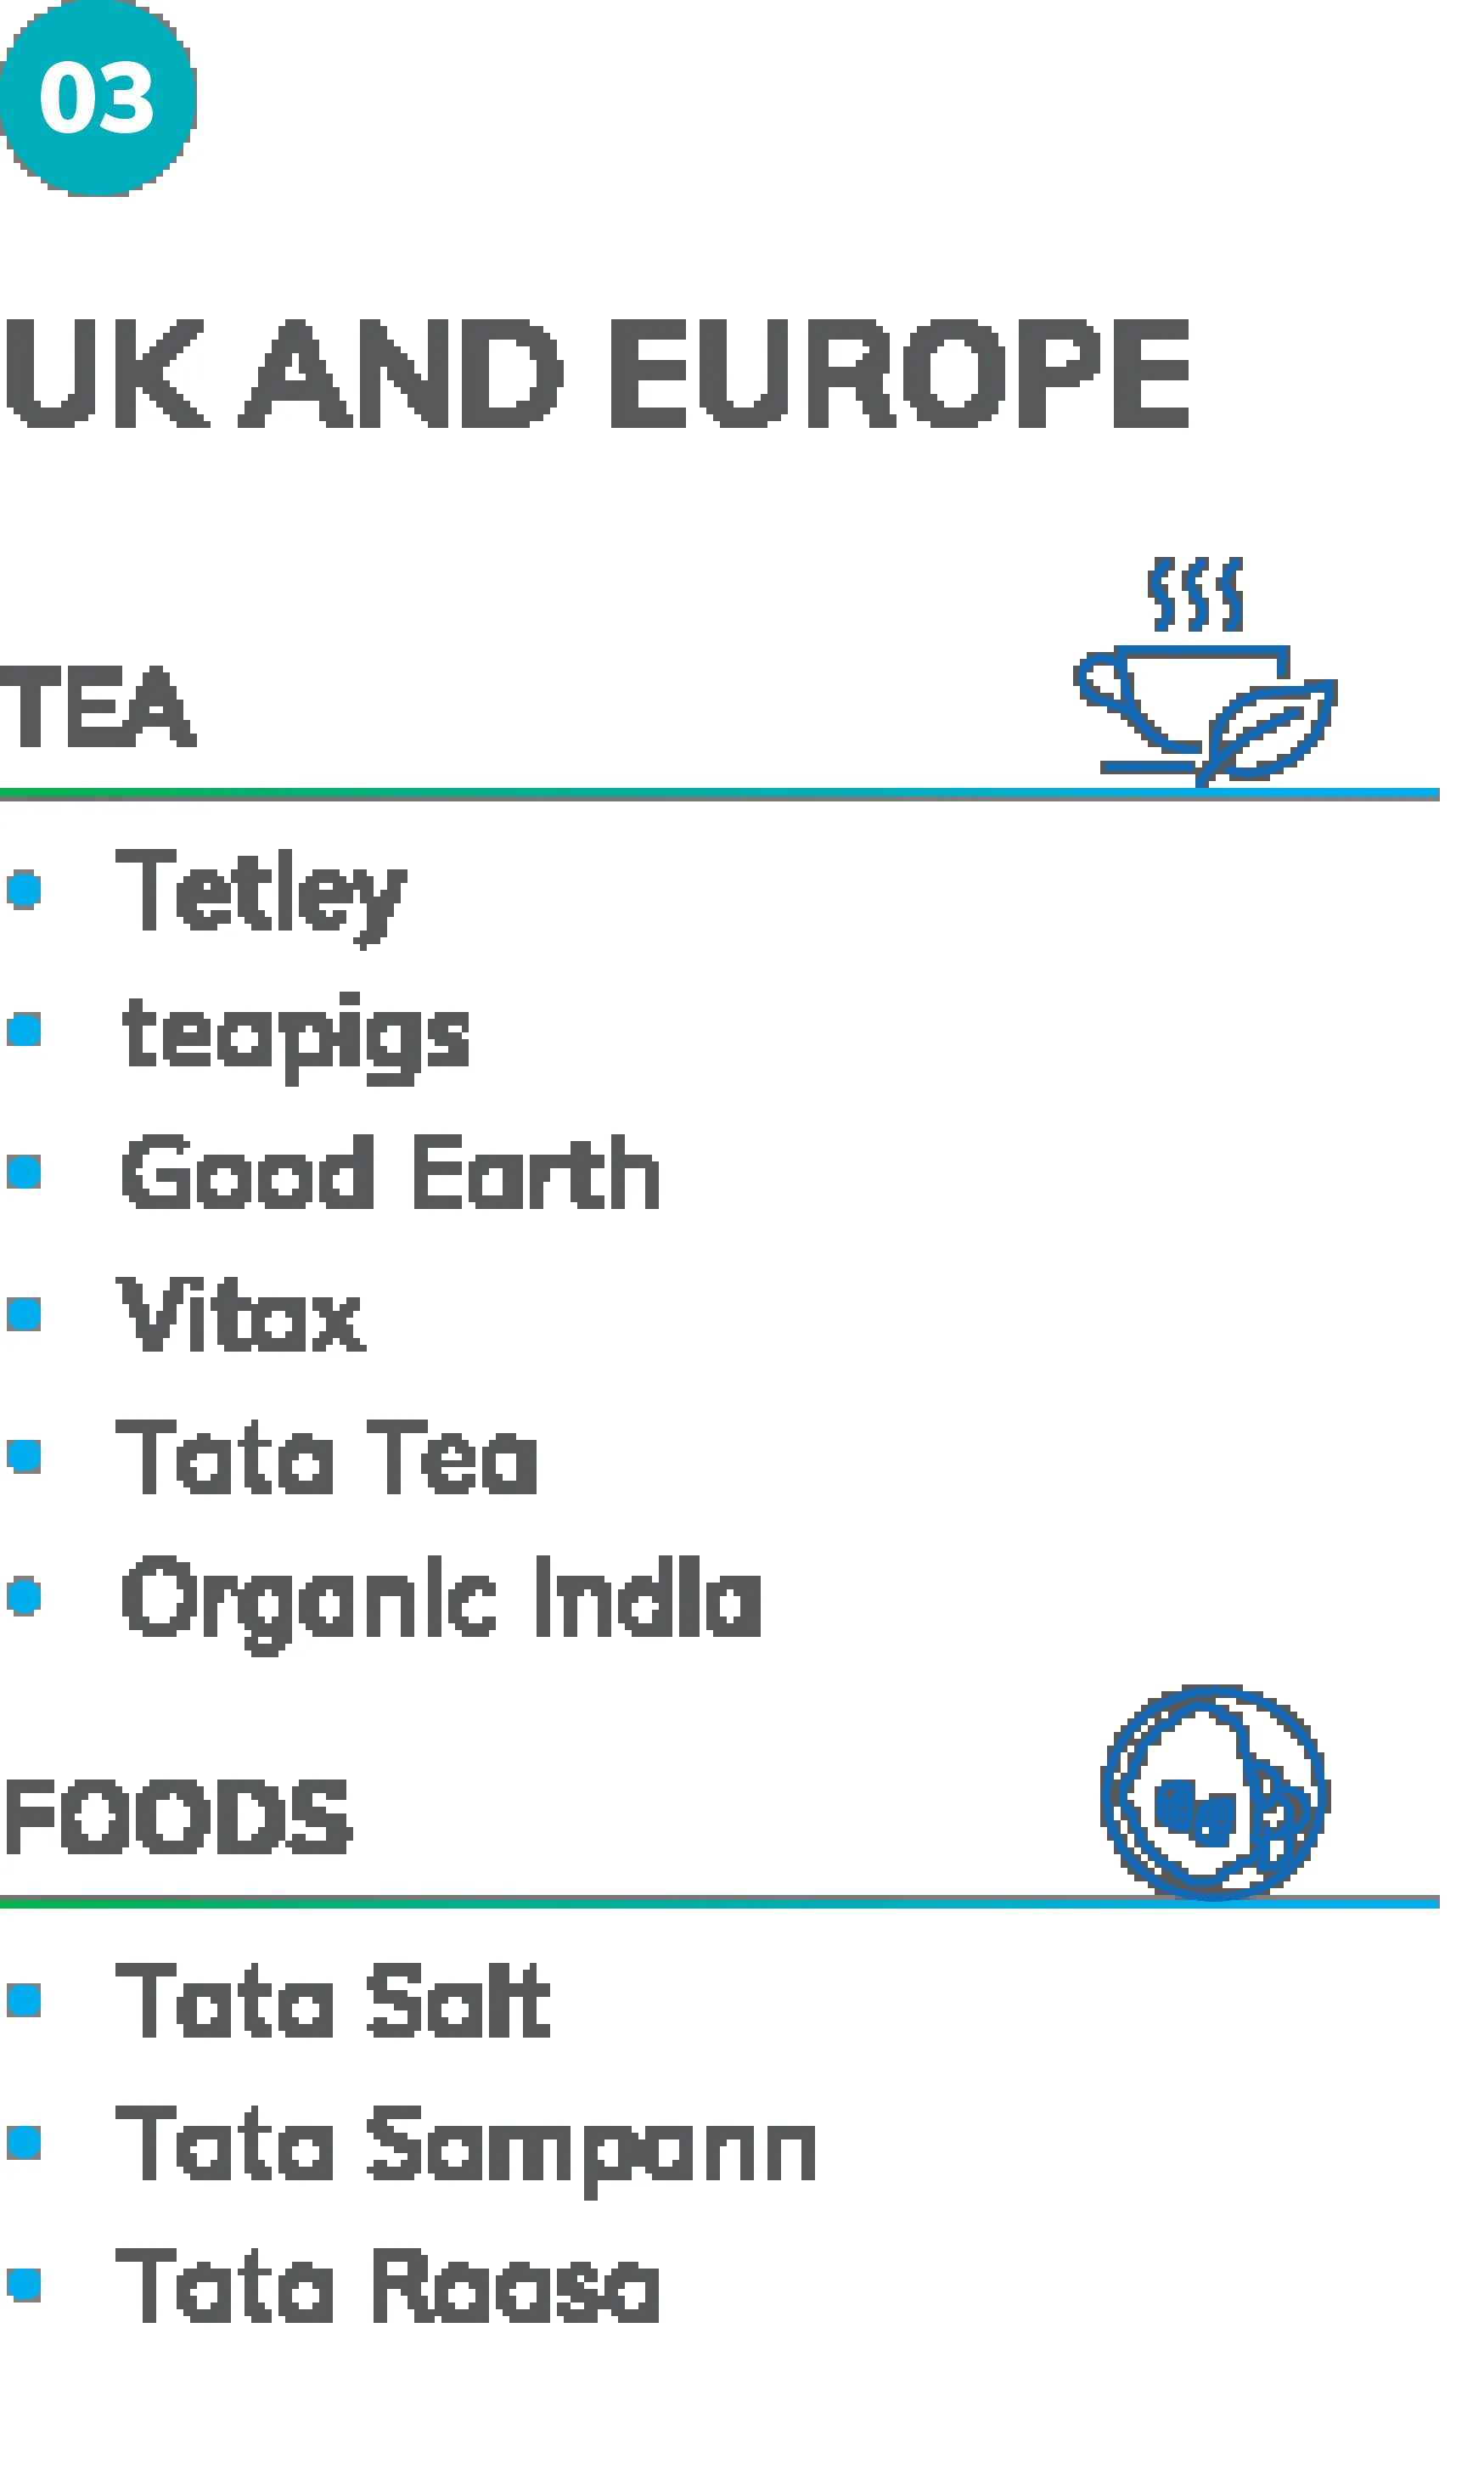 03
UK AND EUROPE
TEA
• Tetley
• teapigs
• Good Earth
• Vitax
• Tata Tea
• Organic India
FOODS
• Tata Salt
• Tata Sampann
• Tata Raasa